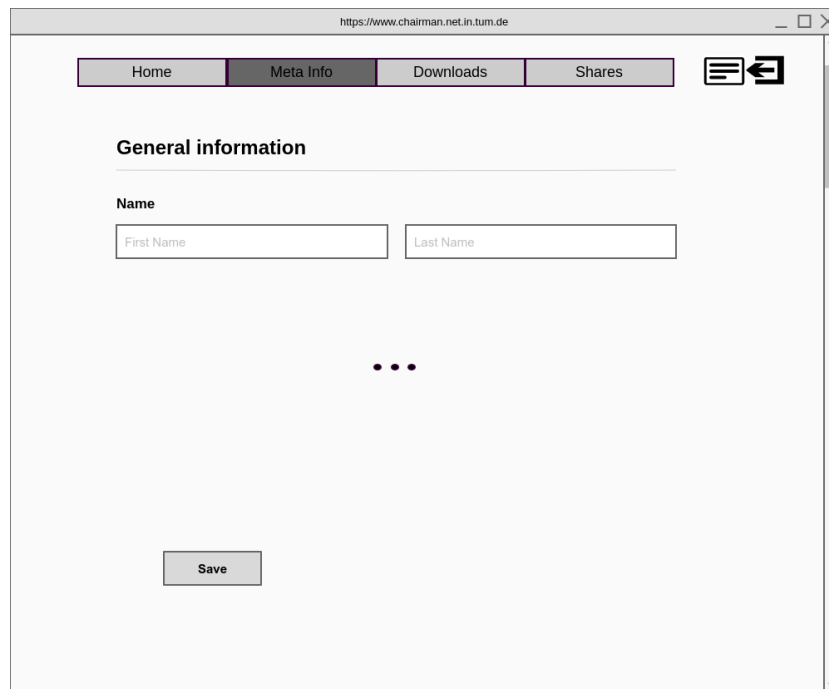 https://www.chairman.net.in.tum.de
Home Meta Info Downloads Shares
General information
Name
First Name Last Name
Save